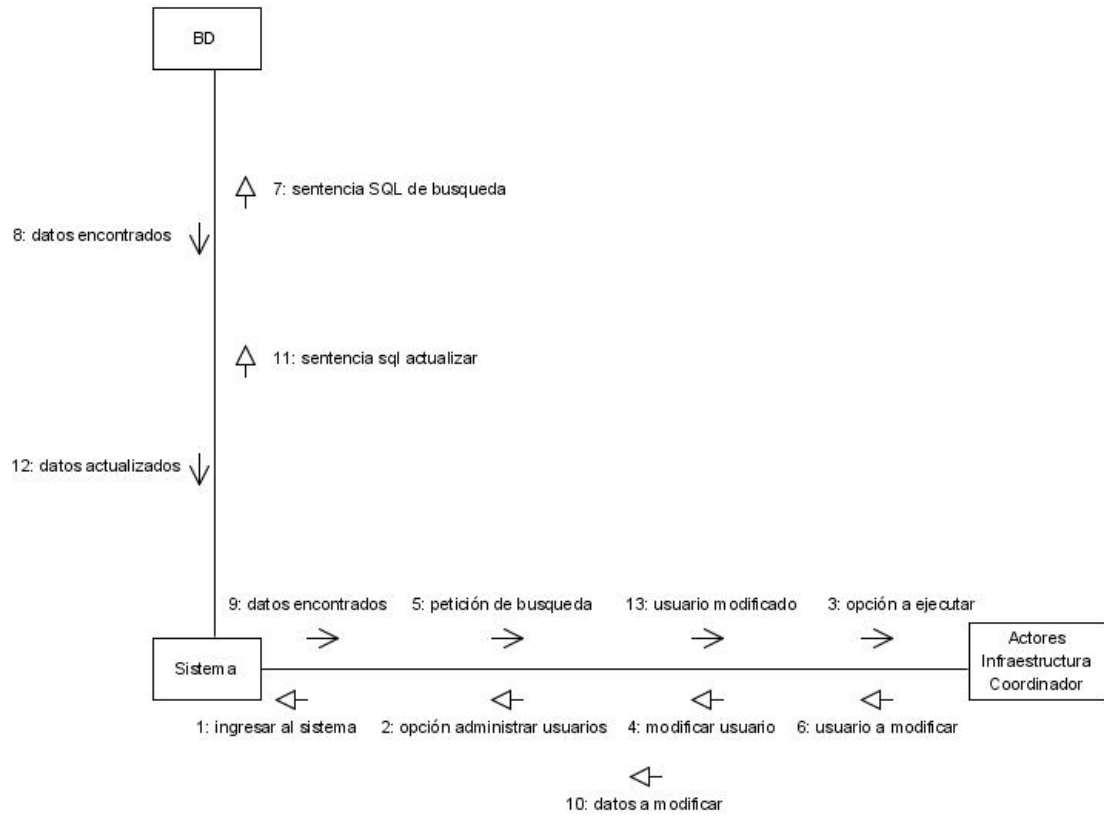 BD
7: sentencia SQL de busqueda
8: datos encontrados
11: sentencia sql actualizar
12: datos actualizados
9: datos encontrados
5: petición de busqueda
13: usuario modificado
3: opción a ejecutar
Sistema
Actores
Infraestructura
Coordinador
1: ingresar al sistema
2: opción administrar usuarios
4: modificar usuario
6: usuario a modificar
10: datos a modificar